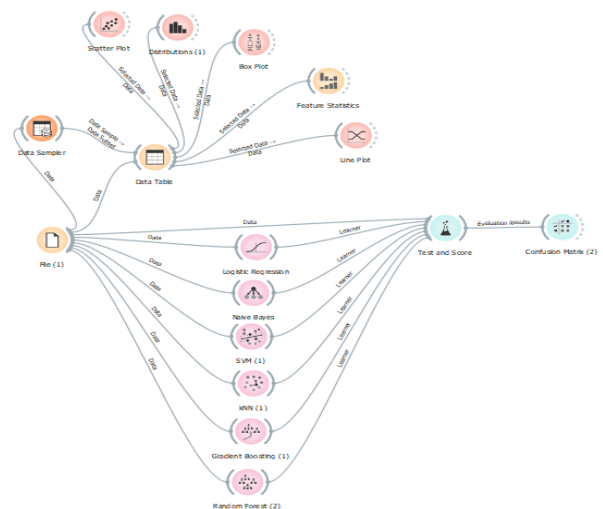 Scatter Plot
Distributions (1)
Box Plot
Feature Statistics
Line Plot
Selected Data →
Data
Selected Data →
Data
Selected Data →
Data
Selected Data →
Data
Selected Data →
Data
Data Sampler
Data Sample →
Data Subset
Data Table
Data
Data
File (1)
Data
Data
Data
Data
Data
Data
Data
Logistic Regression
Naive Bayes
SVM (1)
kNN (1)
Gradient Boosting (1)
Random Forest (2)
Learner
Learner
Learner
Learner
Learner
Learner
Test and Score
Evaluation Results
Confusion Matrix (2)